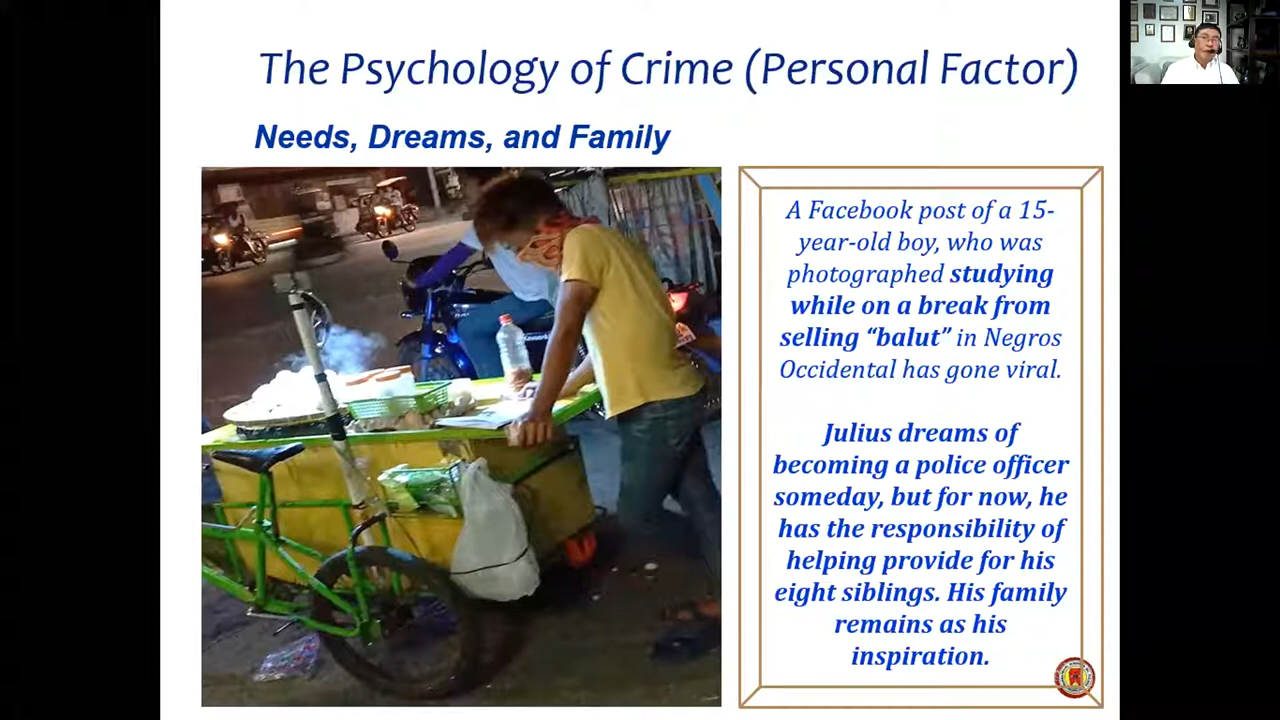 The Psychology of Crime (Personal Factor)
Needs, Dreams, and Family
A Facebook post of a 15-
year-old boy, who was
photographed studying
while on a break from
selling “balut” in Negros
Occidental has gone viral.
Julius dreams of
becoming a police officer
someday, but for now, he
has the responsibility of
helping provide for his
eight siblings. His family
remains as his
inspiration.